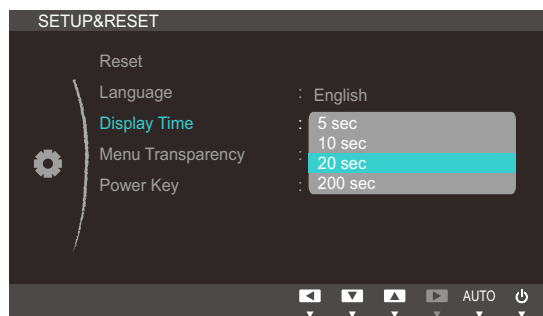 SETUP&RESET
Reset
Language : English
Display Time : 5 sec
10 sec
Menu Transparency : 20 sec
Power Key : 200 sec
AUTO